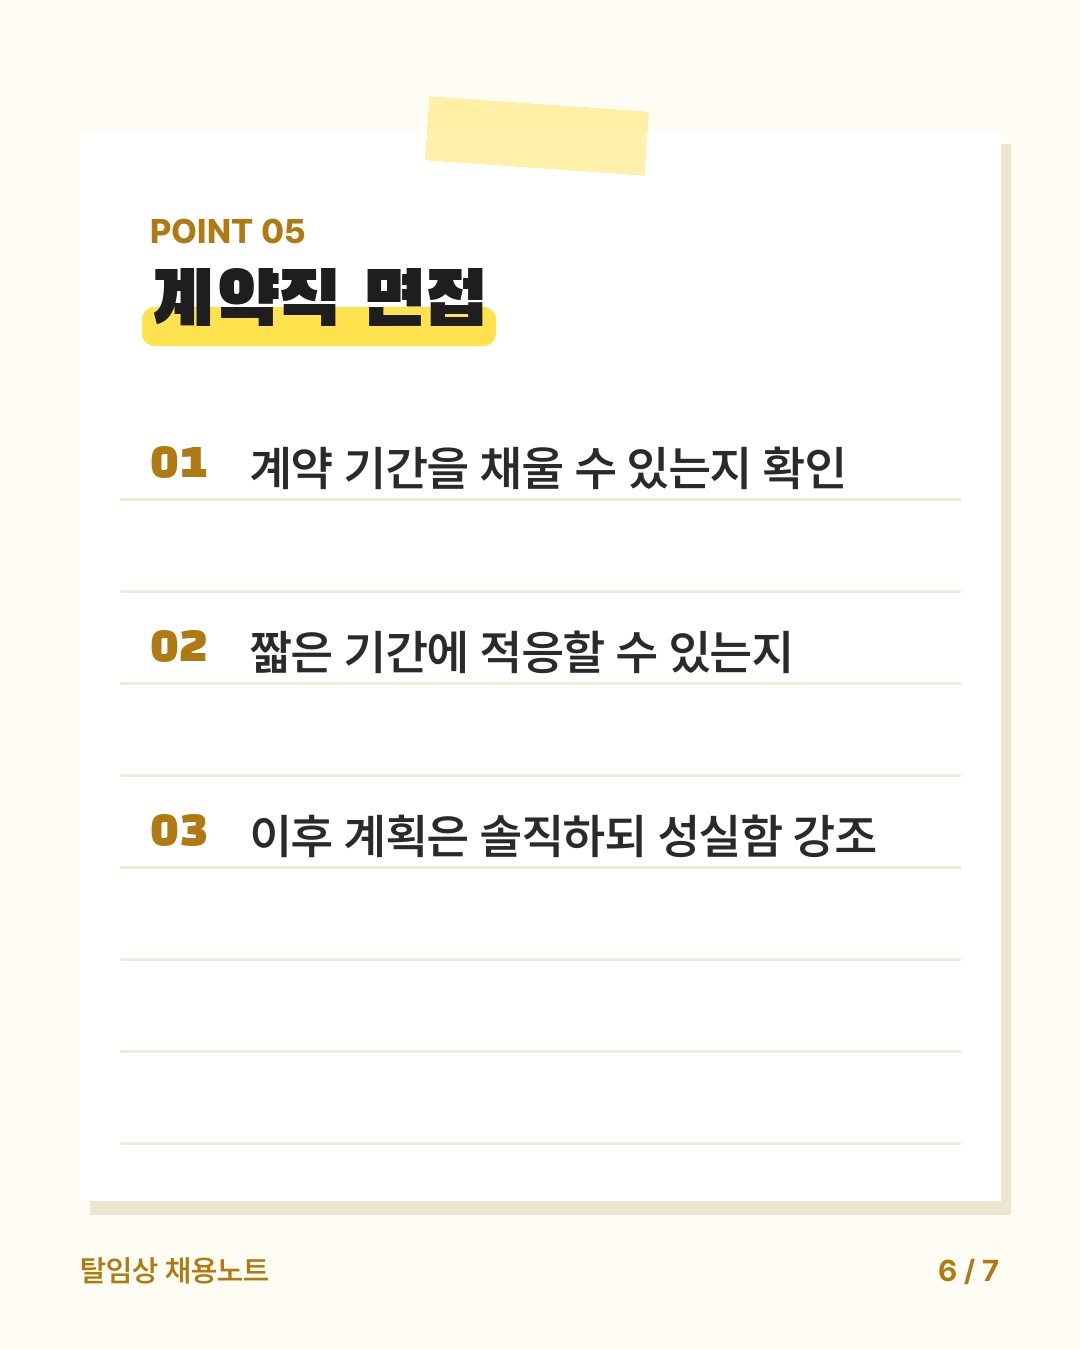 POINT 05
계약직 면접
01 계약 기간을 채울 수 있는지 확인
02 짧은 기간에 적응할 수 있는지
03 이후 계획은 솔직하되 성실함 강조
탈임상 채용노트
6 / 7